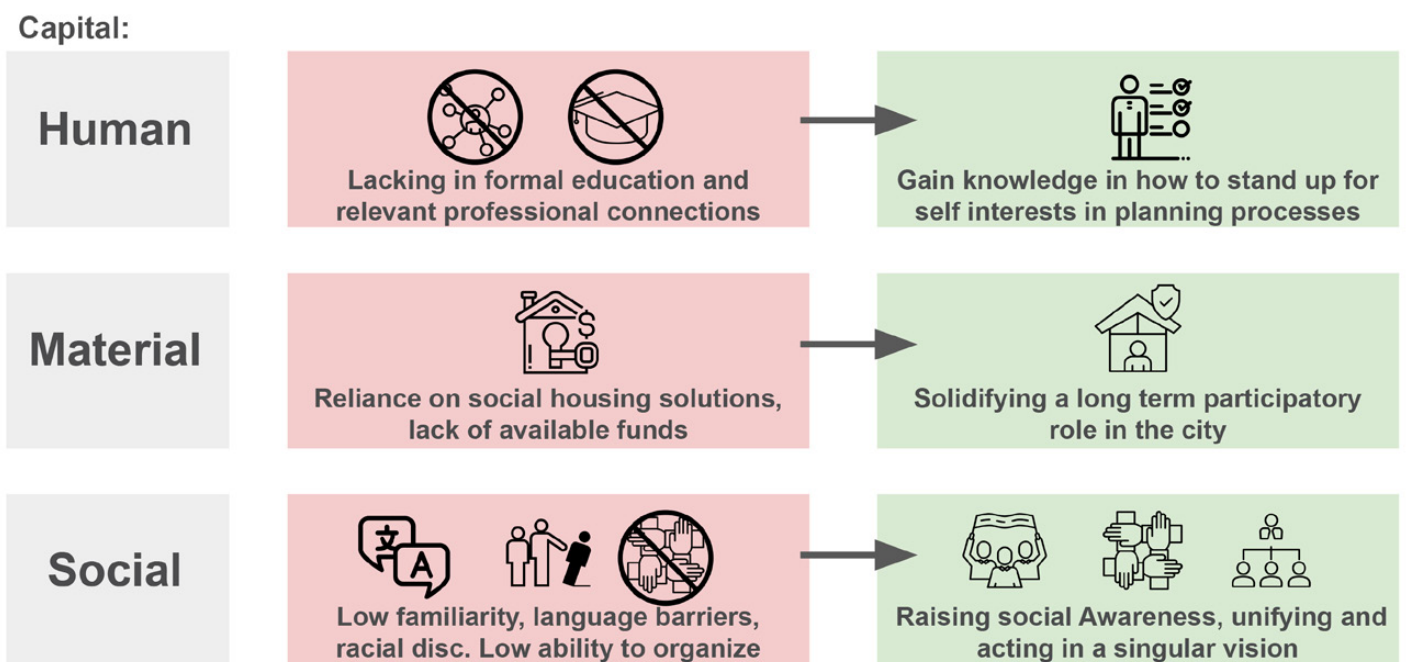 Capital:
Human
Lacking in formal education and
relevant professional connections
Gain knowledge in how to stand up for
self interests in planning processes
Material
$
Reliance on social housing solutions,
lack of available funds
Solidifying a long term participatory
role in the city
Social
文
A
Low familiarity, language barriers,
racial disc. Low ability to organize
Raising social Awareness, unifying and
acting in a singular vision